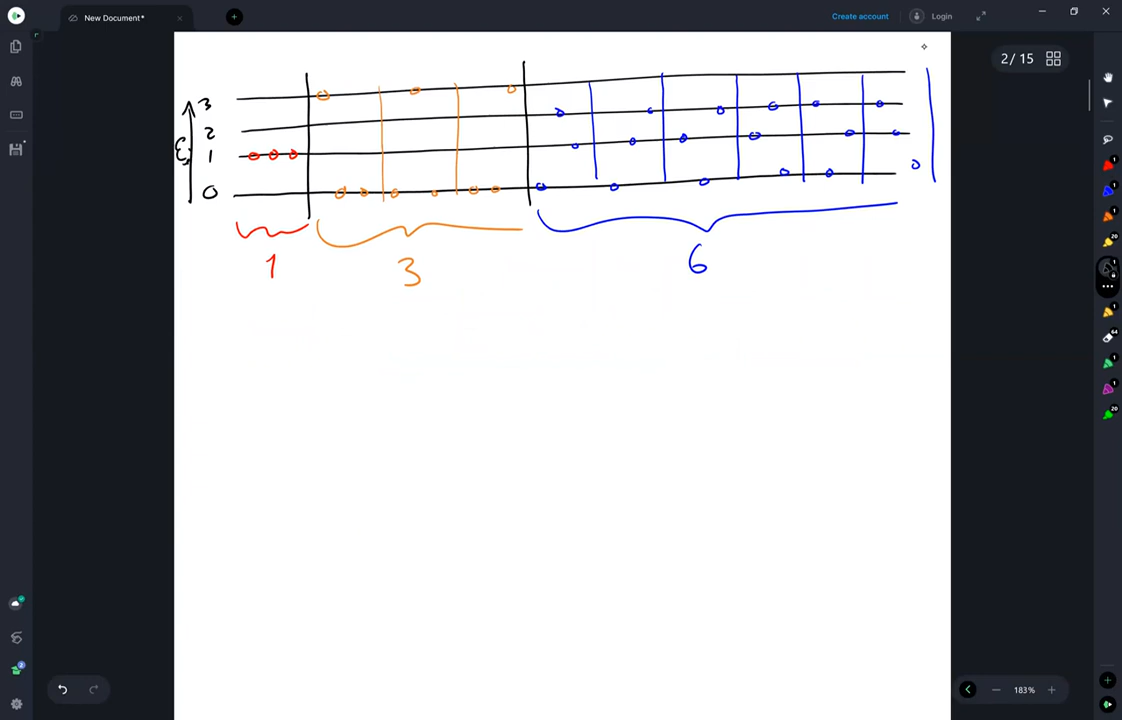 New Document*
Create account
Login
2/15
3
2
ε 1
0
1
3
6
183%